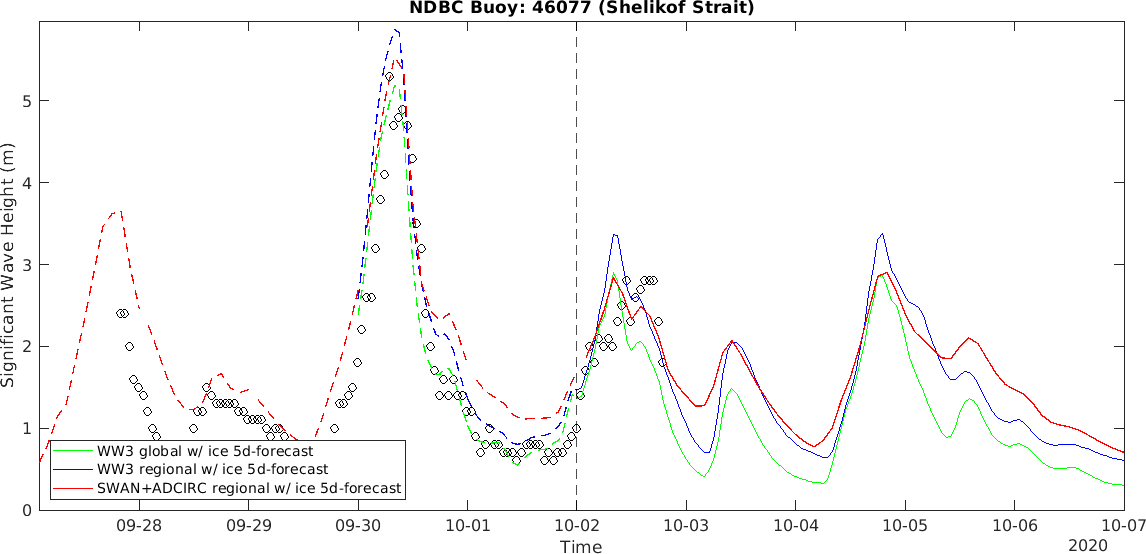 NDBC Buoy: 46077 (Shelikof Strait)
Significant Wave Height (m)
5
4
3
2
1
0
WW3 global w/ ice 5d-forecast
WW3 regional w/ ice 5d-forecast
SWAN+ADCIRC regional w/ ice 5d-forecast
09-28 09-29 09-30 10-01 10-02 10-03 10-04 10-05 10-06 10-07
Time
2020